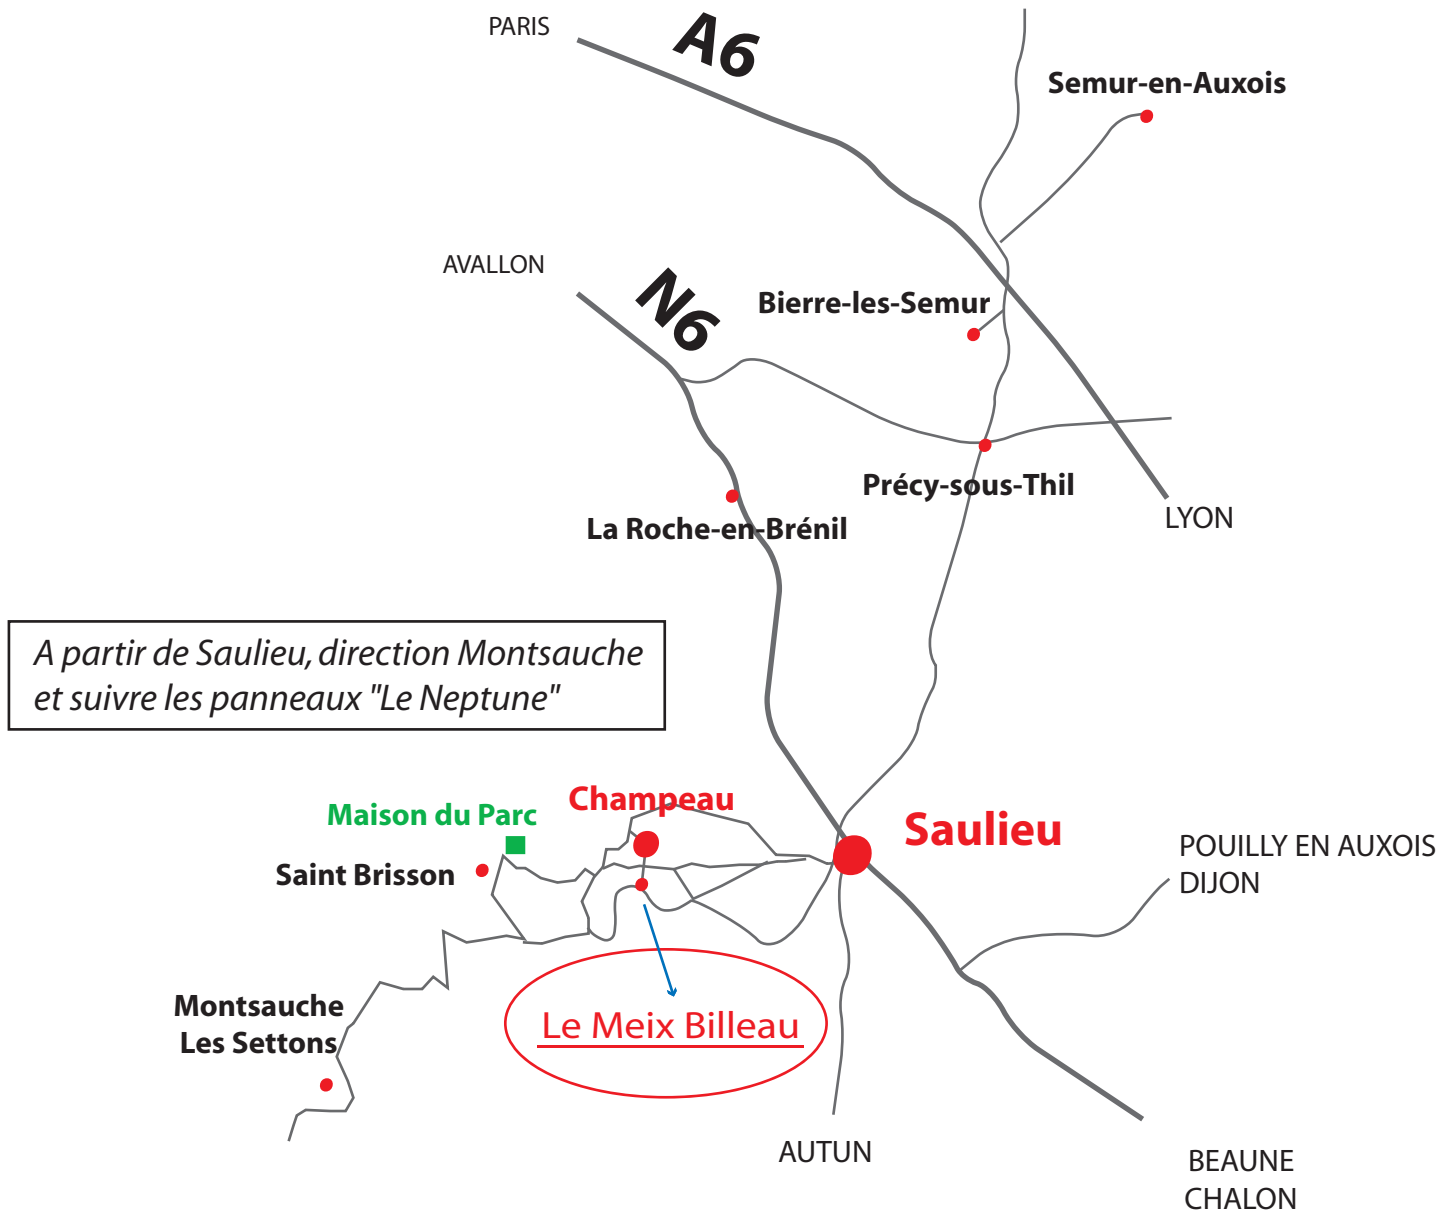 PARIS
A6
Semur-en-Auxois
AVALLON
N6
Bierre-les-Semur
Précy-sous-Thil
LYON
La Roche-en-Brénil
A partir de Saulieu, direction Montsauche
et suivre les panneaux "Le Neptune"
Champeau
Maison du Parc
Saulieu
POUILLY EN AUXOIS
DIJON
Saint Brisson
Montsauche
Les Settons
Le Meix Billeau
AUTUN
BEAUNE
CHALON